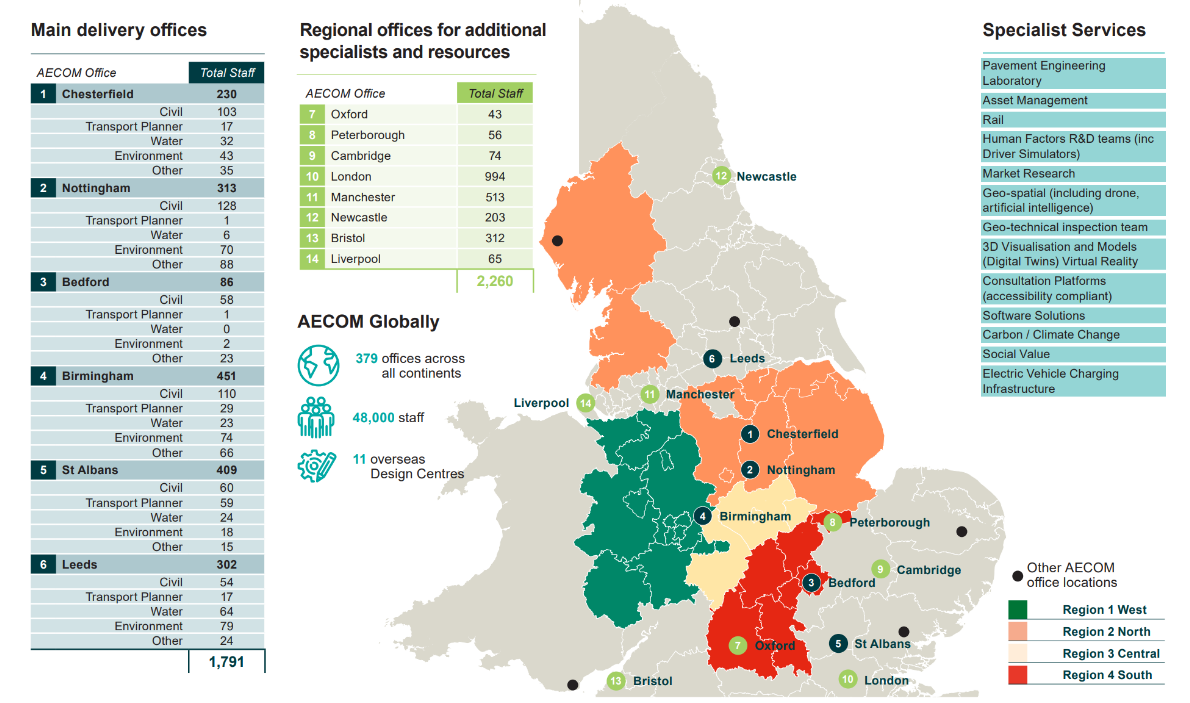 Main delivery offices
AECOM Office Total Staff
1 Chesterfield 230
Civil 103
Transport Planner 17
Water 32
Environment 43
Other 35
2 Nottingham 313
Civil 128
Transport Planner 1
Water 6
Environment 70
Other 88
3 Bedford 86
Civil 58
Transport Planner 1
Water 0
Environment 2
Other 23
4 Birmingham 451
Civil 110
Transport Planner 29
Water 23
Environment 74
Other 66
5 St Albans 409
Civil 60
Transport Planner 59
Water 24
Environment 18
Other 15
6 Leeds 302
Civil 54
Transport Planner 17
Water 64
Environment 79
Other 24
1,791
Regional offices for additional
specialists and resources
AECOM Office Total Staff
7 Oxford 43
8 Peterborough 56
9 Cambridge 74
10 London 994
11 Manchester 513
12 Newcastle 203
13 Bristol 312
14 Liverpool 65
2,260
AECOM Globally
379 offices across
all continents
48,000 staff
11 overseas
Design Centres
12 Newcastle
6 Leeds
11 Manchester
Liverpool 14
1 Chesterfield
2 Nottingham
4 Birmingham
8 Peterborough
9 Cambridge
3 Bedford
7 Oxford
5 St Albans
13 Bristol
10 London
Specialist Services
Pavement Engineering
Laboratory
Asset Management
Rail
Human Factors R&D teams (inc
Driver Simulators)
Market Research
Geo-spatial (including drone,
artificial intelligence)
Geo-technical inspection team
3D Visualisation and Models
(Digital Twins) Virtual Reality
Consultation Platforms
(accessibility compliant)
Software Solutions
Carbon / Climate Change
Social Value
Electric Vehicle Charging
Infrastructure
Other AECOM
office locations
Region 1 West
Region 2 North
Region 3 Central
Region 4 South